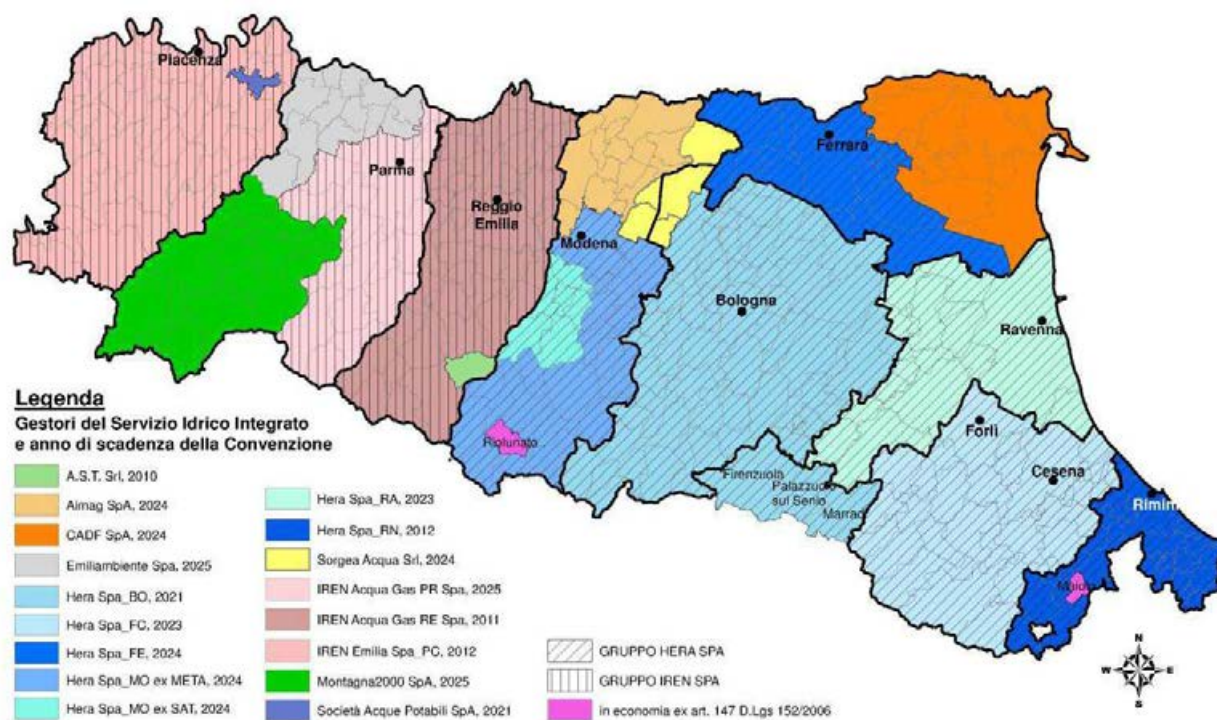 Piacenza
Parma
Reggio
Emilia
Modena
Ferrara
Bologna
Ravenna
Riolunato
Forlì
Cesena
Firenzuola
Palazzuolo
sul Senio
Marrad
Rimin
Maiolo
Legenda
Gestori del Servizio Idrico Integrato
e anno di scadenza della Convenzione
A.S.T. Srl, 2010
Aimag SpA, 2024
CADF SpA, 2024
Emiliambiente Spa, 2025
Hera Spa_BO, 2021
Hera Spa_FC, 2023
Hera Spa_FE, 2024
Hera Spa_MO ex META, 2024
Hera Spa_MO ex SAT, 2024
Hera Spa_RA, 2023
Hera Spa_RN, 2012
Sorgea Acqua Srl, 2024
IREN Acqua Gas PR Spa, 2025
IREN Acqua Gas RE Spa, 2011
IREN Emilia Spa_PC, 2012
Montagna2000 SpA, 2025
Società Acque Potabili SpA, 2021
GRUPPO HERA SPA
GRUPPO IREN SPA
in economia ex art. 147 D.Lgs 152/2006
N
W E
S